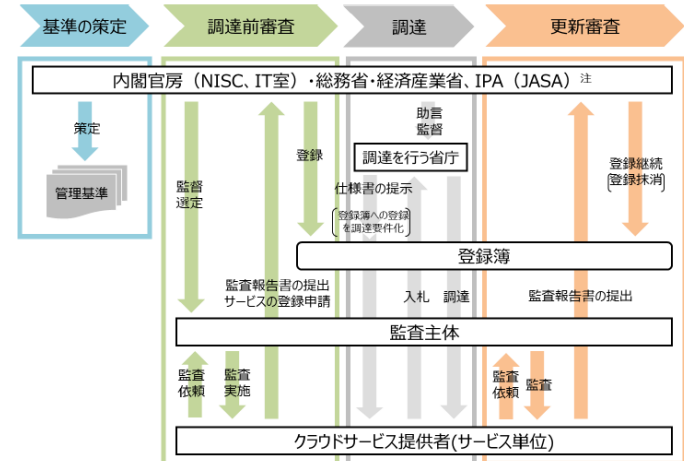 基準の策定
調達前審査
調達
更新審査
内閣官房（NISC、IT室）・総務省・経済産業省、IPA（JASA）注
策定
管理基準
監督
選定
登録
助言
監督
調達を行う省庁
仕様書の提示
登録簿への登録
を調達要件化
登録継続
(登録抹消)
登録簿
監査報告書の提出
サービスの登録申請
入札
調達
監査報告書の提出
監査主体
監査
依頼
監査
実施
監査
依頼
監査
クラウドサービス提供者(サービス単位)